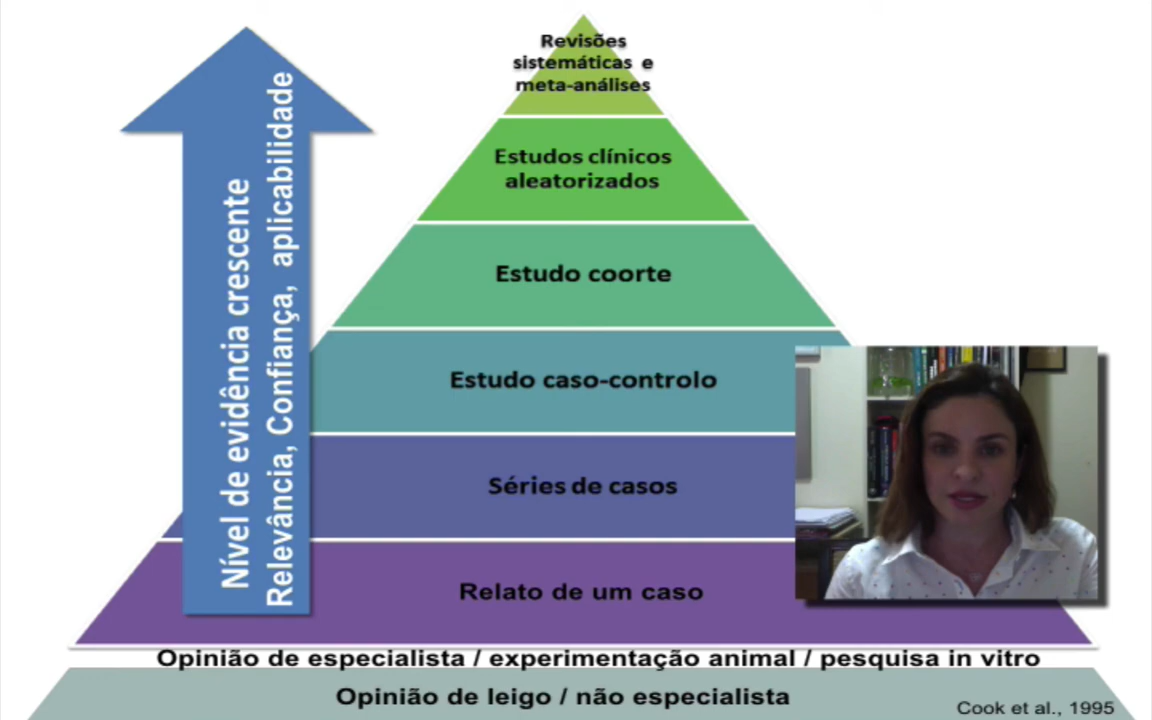 Nível de evidência crescente
Relevância, Confiança, aplicabilidade
Revisões
sistemáticas e
meta-análises
Estudos clínicos
aleatorizados
Estudo coorte
Estudo caso-controlo
Séries de casos
Relato de um caso
Opinião de especialista / experimentação animal / pesquisa in vitro
Opinião de leigo / não especialista
Cook et al., 1995